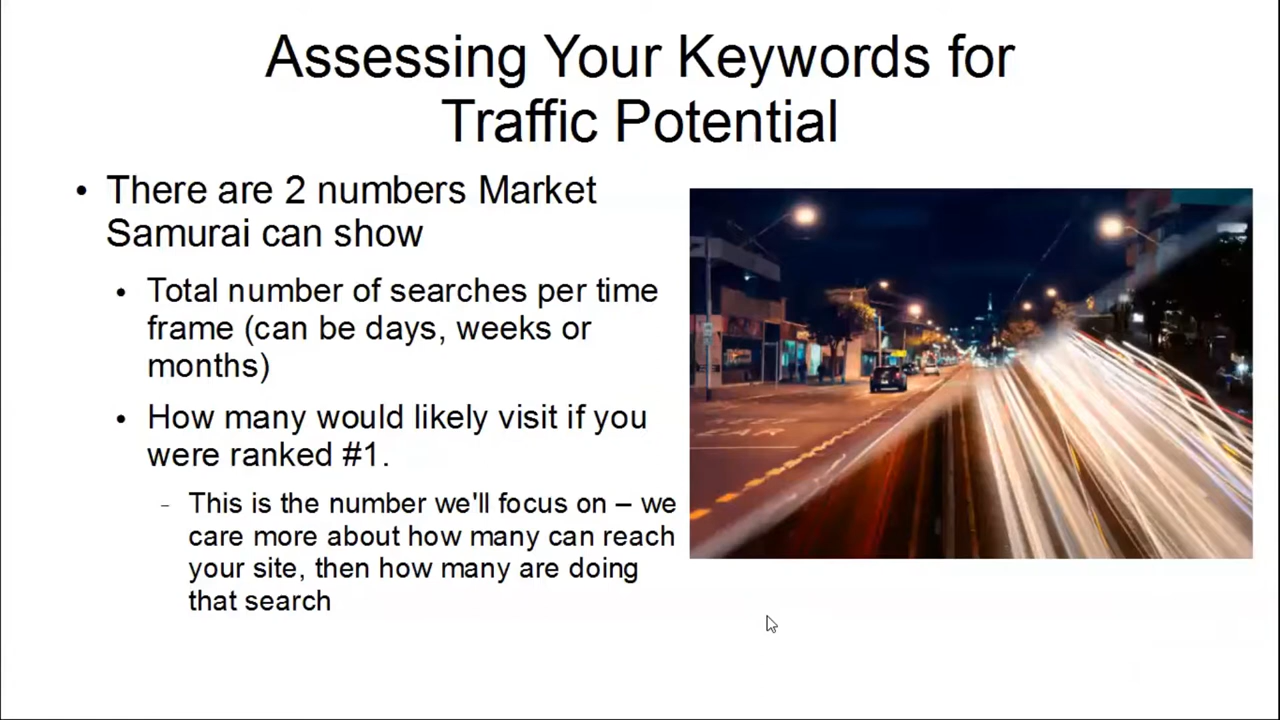 Assessing Your Keywords for
Traffic Potential
• There are 2 numbers Market
Samurai can show
• Total number of searches per time
frame (can be days, weeks or
months)
• How many would likely visit if you
were ranked #1.
– This is the number we'll focus on – we
care more about how many can reach
your site, then how many are doing
that search